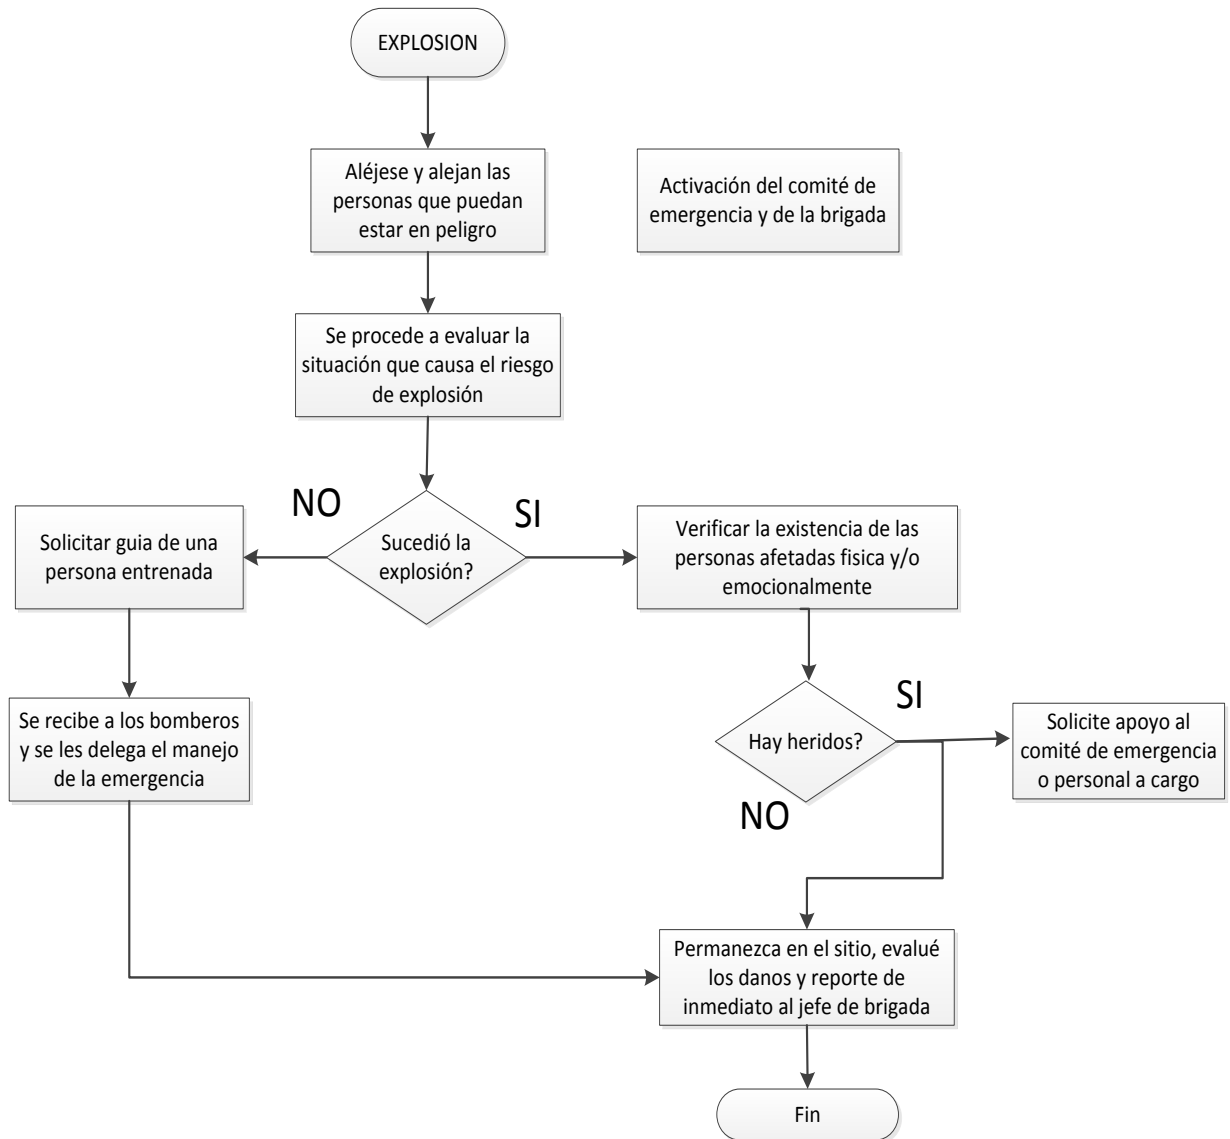 EXPLOSION
Aléjese y alejan las
personas que puedan
estar en peligro
Activación del comité de
emergencia y de la brigada
Se procede a evaluar la
situación que causa el riesgo
de explosión
NO
SI
Sucedió la
explosión?
Solicitar guia de una
persona entrenada
Verificar la existencia de las
personas afectadas fisica y/o
emocionalmente
Se recibe a los bomberos
y se les delega el manejo
de la emergencia
Hay heridos?
SI
NO
Solicite apoyo al
comité de emergencia
o personal a cargo
Permanezca en el sitio, evalué
los danos y reporte de
inmediato al jefe de brigada
Fin